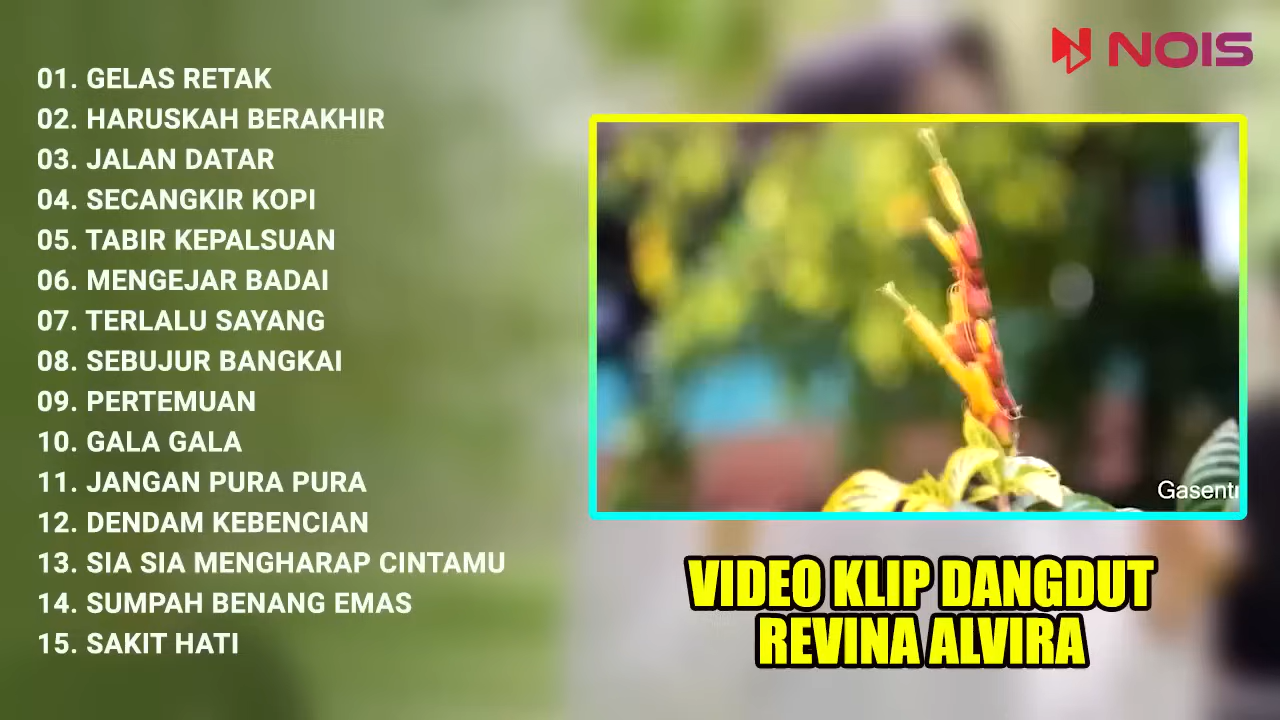 01. GELAS RETAK
02. HARUSKAH BERAKHIR
03. JALAN DATAR
04. SECANGKIR KOPI
05. TABIR KEPALSUAN
06. MENGEJAR BADAI
07. TERLALU SAYANG
08. SEBUJUR BANGKAI
09. PERTEMUAN
10. GALA GALA
11. JANGAN PURA PURA
12. DENDAM KEBENCIAN
13. SIA SIA MENGHARAP CINTAMU
14. SUMPAH BENANG EMAS
15. SAKIT HATI
NOIS
Gasentr
VIDEO KLIP DANGDUT
REVINA ALVIRA